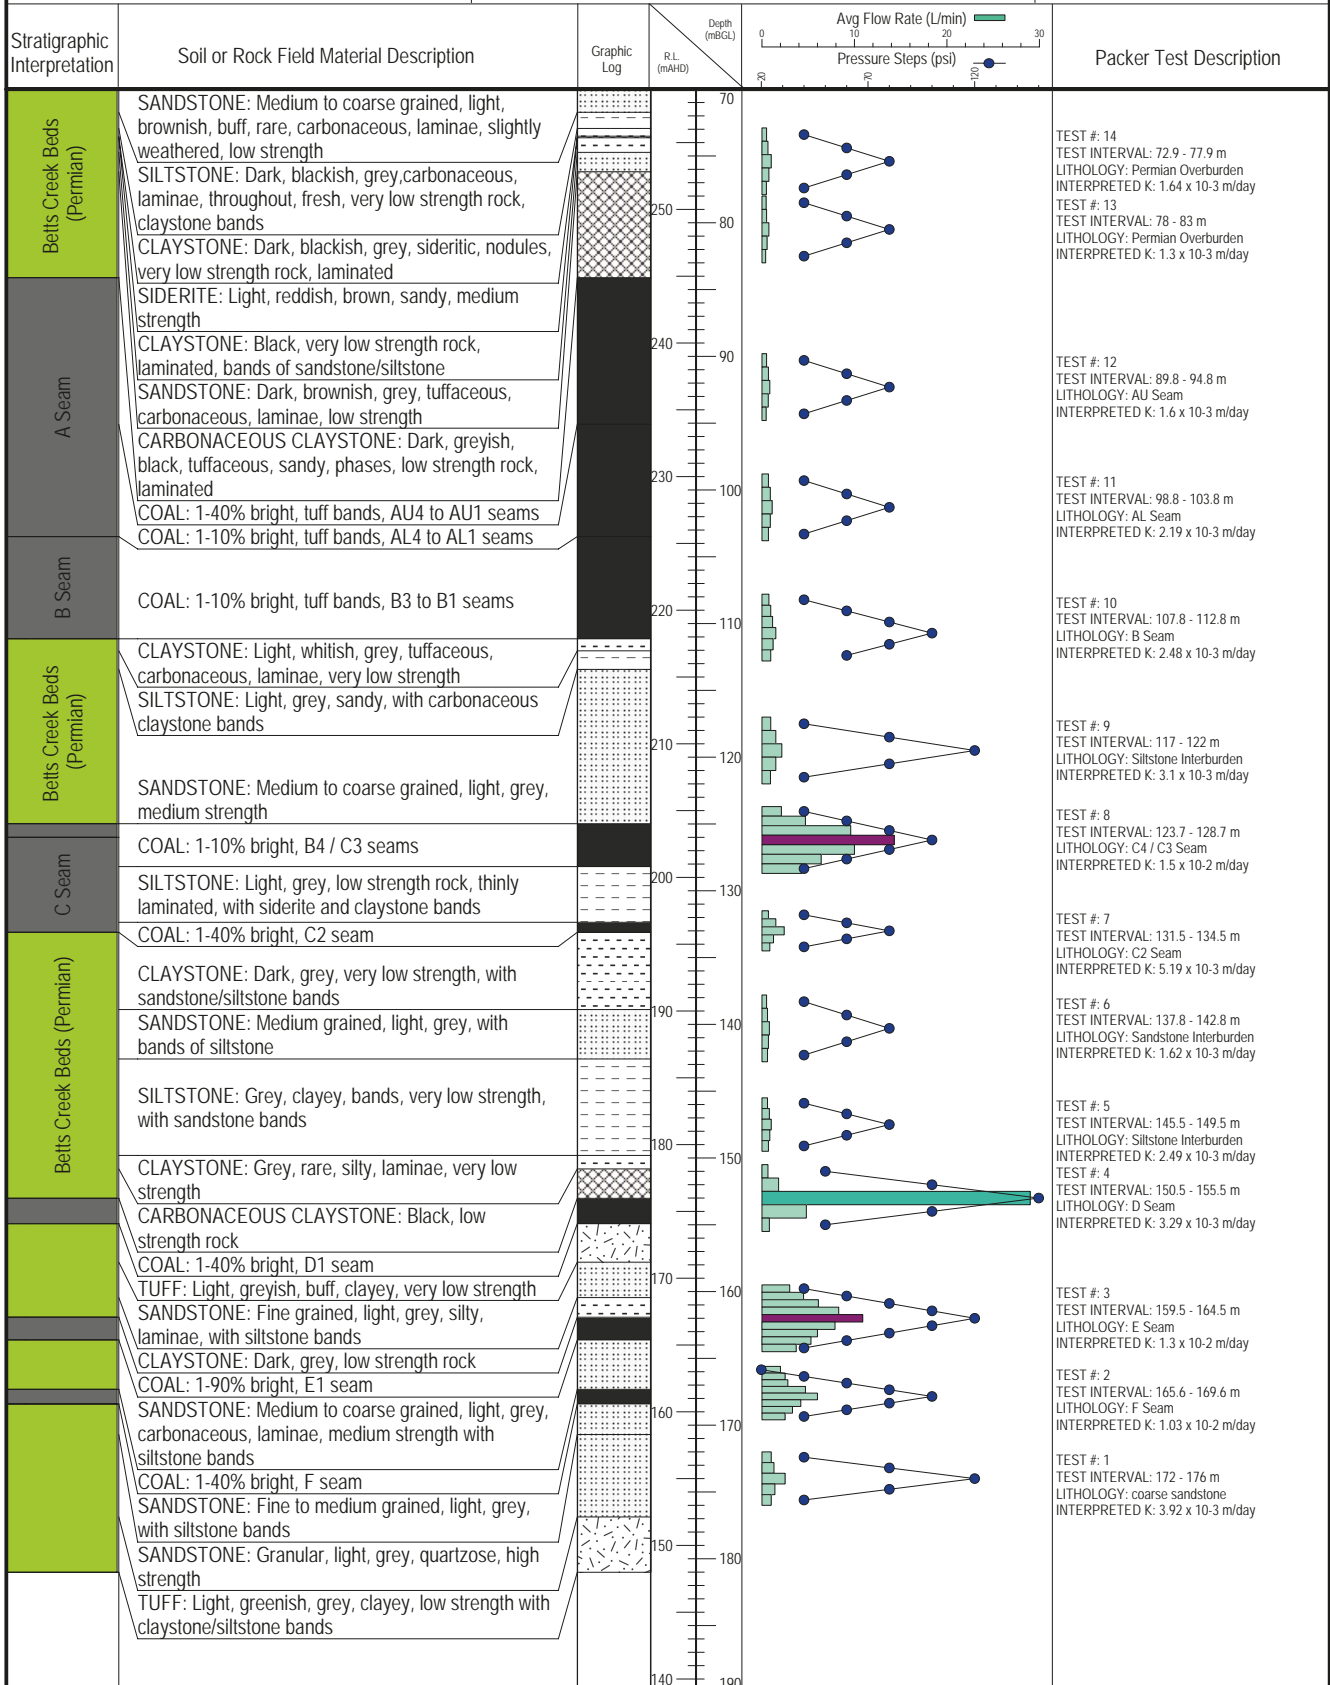 Stratigraphic
Interpretation
Soil or Rock Field Material Description
Graphic
Log
R.L.
(mAHD)
Depth
(mBGL)
Avg Flow Rate (L/min)
0
10
20
30
Pressure Steps (psi)
-20
70
120
Packer Test Description
Betts Creek Beds
(Permian)
A Seam
B Seam
Betts Creek Beds
(Permian)
C Seam
Betts Creek Beds (Permian)
SANDSTONE: Medium to coarse grained, light,
brownish, buff, rare, carbonaceous, laminae, slightly
weathered, low strength
SILTSTONE: Dark, blackish, grey,carbonaceous,
laminae, throughout, fresh, very low strength rock,
claystone bands
CLAYSTONE: Dark, blackish, grey, sideritic, nodules,
very low strength rock, laminated
SIDERITE: Light, reddish, brown, sandy, medium
strength
CLAYSTONE: Black, very low strength rock,
laminated, bands of sandstone/siltstone
SANDSTONE: Dark, brownish, grey, tuffaceous,
carbonaceous, laminae, low strength
CARBONACEOUS CLAYSTONE: Dark, greyish,
black, tuffaceous, sandy, phases, low strength rock,
laminated
COAL: 1-40% bright, tuff bands, AU4 to AU1 seams
COAL: 1-10% bright, tuff bands, AL4 to AL1 seams
COAL: 1-10% bright, tuff bands, B3 to B1 seams
CLAYSTONE: Light, whitish, grey, tuffaceous,
carbonaceous, laminae, very low strength
SILTSTONE: Light, grey, sandy, with carbonaceous
claystone bands
SANDSTONE: Medium to coarse grained, light, grey,
medium strength
COAL: 1-10% bright, B4 / C3 seams
SILTSTONE: Light, grey, low strength rock, thinly
laminated, with siderite and claystone bands
COAL: 1-40% bright, C2 seam
CLAYSTONE: Dark, grey, very low strength, with
sandstone/siltstone bands
SANDSTONE: Medium grained, light, grey, with
bands of siltstone
SILTSTONE: Grey, clayey, bands, very low strength,
with sandstone bands
CLAYSTONE: Grey, rare, silty, laminae, very low
strength
CARBONACEOUS CLAYSTONE: Black, low
strength rock
COAL: 1-40% bright, D1 seam
TUFF: Light, greyish, buff, clayey, very low strength
SANDSTONE: Fine grained, light, grey, silty,
laminae, with siltstone bands
CLAYSTONE: Dark, grey, low strength rock
COAL: 1-90% bright, E1 seam
SANDSTONE: Medium to coarse grained, light, grey,
carbonaceous, laminae, medium strength with
siltstone bands
COAL: 1-40% bright, F seam
SANDSTONE: Fine to medium grained, light, grey,
with siltstone bands
SANDSTONE: Granular, light, grey, quartzose, high
strength
TUFF: Light, greenish, grey, clayey, low strength with
claystone/siltstone bands
250
240
230
220
210
200
190
180
170
160
150
140
70
80
90
100
110
120
130
140
150
160
170
180
190
TEST #: 14
TEST INTERVAL: 72.9 - 77.9 m
LITHOLOGY: Permian Overburden
INTERPRETED K: 1.64 x 10-3 m/day
TEST #: 13
TEST INTERVAL: 78 - 83 m
LITHOLOGY: Permian Overburden
INTERPRETED K: 1.3 x 10-3 m/day
TEST #: 12
TEST INTERVAL: 89.8 - 94.8 m
LITHOLOGY: AU Seam
INTERPRETED K: 1.6 x 10-3 m/day
TEST #: 11
TEST INTERVAL: 98.8 - 103.8 m
LITHOLOGY: AL Seam
INTERPRETED K: 2.19 x 10-3 m/day
TEST #: 10
TEST INTERVAL: 107.8 - 112.8 m
LITHOLOGY: B Seam
INTERPRETED K: 2.48 x 10-3 m/day
TEST #: 9
TEST INTERVAL: 117 - 122 m
LITHOLOGY: Siltstone Interburden
INTERPRETED K: 3.1 x 10-3 m/day
TEST #: 8
TEST INTERVAL: 123.7 - 128.7 m
LITHOLOGY: C4 / C3 Seam
INTERPRETED K: 1.5 x 10-2 m/day
TEST #: 7
TEST INTERVAL: 131.5 - 134.5 m
LITHOLOGY: C2 Seam
INTERPRETED K: 5.19 x 10-3 m/day
TEST #: 6
TEST INTERVAL: 137.8 - 142.8 m
LITHOLOGY: Sandstone Interburden
INTERPRETED K: 1.62 x 10-3 m/day
TEST #: 5
TEST INTERVAL: 145.5 - 149.5 m
LITHOLOGY: Siltstone Interburden
INTERPRETED K: 2.49 x 10-3 m/day
TEST #: 4
TEST INTERVAL: 150.5 - 155.5 m
LITHOLOGY: D Seam
INTERPRETED K: 3.29 x 10-3 m/day
TEST #: 3
TEST INTERVAL: 159.5 - 164.5 m
LITHOLOGY: E Seam
INTERPRETED K: 1.3 x 10-2 m/day
TEST #: 2
TEST INTERVAL: 165.6 - 169.6 m
LITHOLOGY: F Seam
INTERPRETED K: 1.03 x 10-2 m/day
TEST #: 1
TEST INTERVAL: 172 - 176 m
LITHOLOGY: coarse sandstone
INTERPRETED K: 3.92 x 10-3 m/day